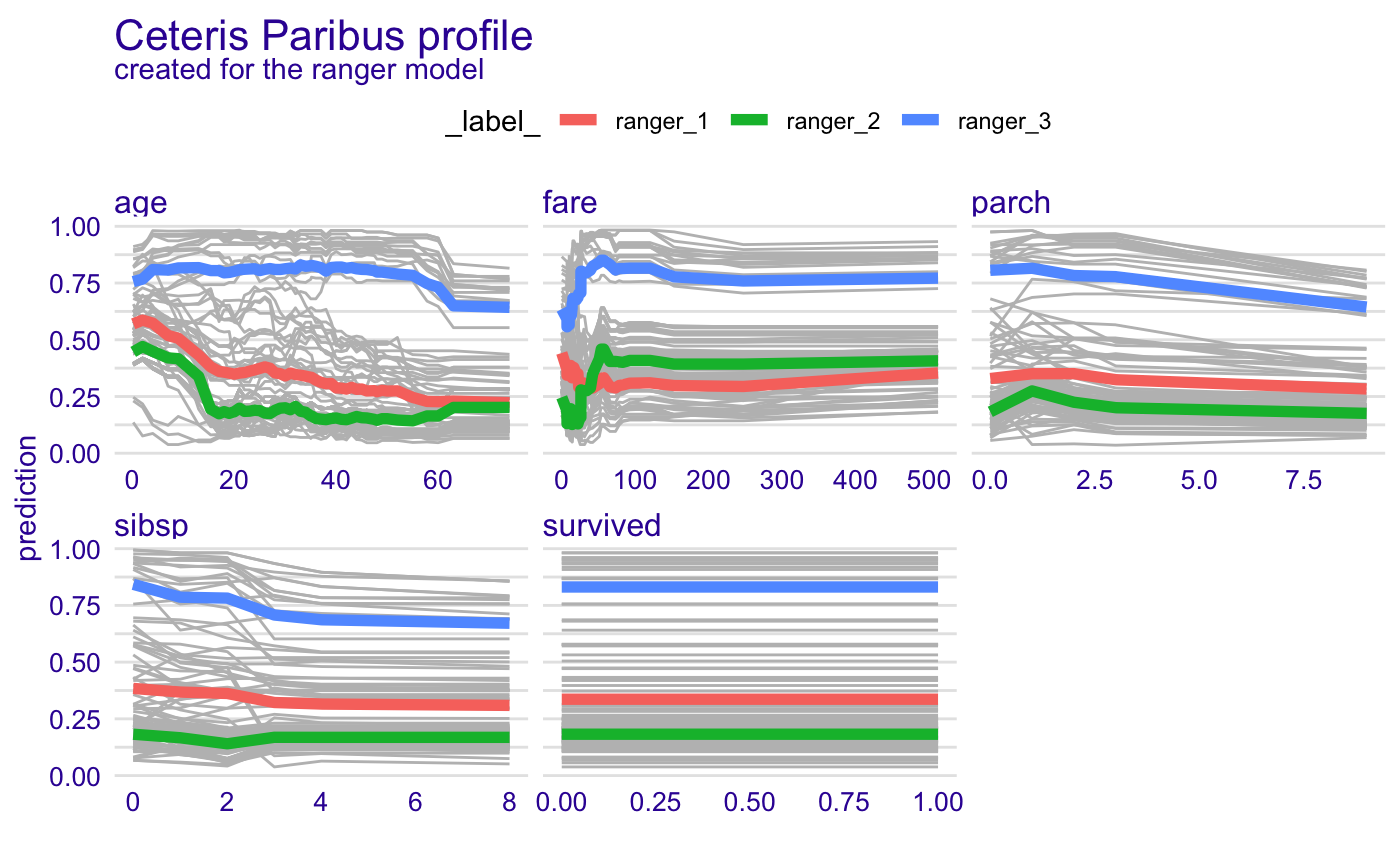 Ceteris Paribus profile
created for the ranger model
_label_ ranger_1 ranger_2 ranger_3
age fare parch
1.00
0.75
0.50
0.25
0.00
0 20 40 60 0 100 200 300 400 500 0.0 2.5 5.0 7.5
prediction
sibsp survived
1.00
0.75
0.50
0.25
0.00
0 2 4 6 8 0.00 0.25 0.50 0.75 1.00